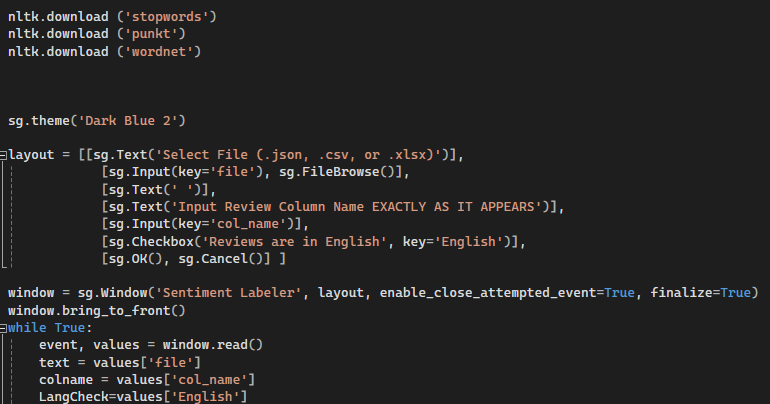 nltk.download ('stopwords')
nltk.download ('punkt')
nltk.download ('wordnet')
sg.theme('Dark Blue 2')
layout = [[sg.Text('Select File (.json, .csv, or .xlsx)')],
            [sg.Input(key='file'), sg.FileBrowse()],
            [sg.Text(' ')],
            [sg.Text('Input Review Column Name EXACTLY AS IT APPEARS')],
            [sg.Input(key='col_name')],
            [sg.Checkbox('Reviews are in English', key='English')],
            [sg.OK(), sg.Cancel()] ]
window = sg.Window('Sentiment Labeler', layout, enable_close_attempted_event=True, finalize=True)
window.bring_to_front()
while True:
    event, values = window.read()
    text = values['file']
    colname = values['col_name']
    LangCheck=values['English']